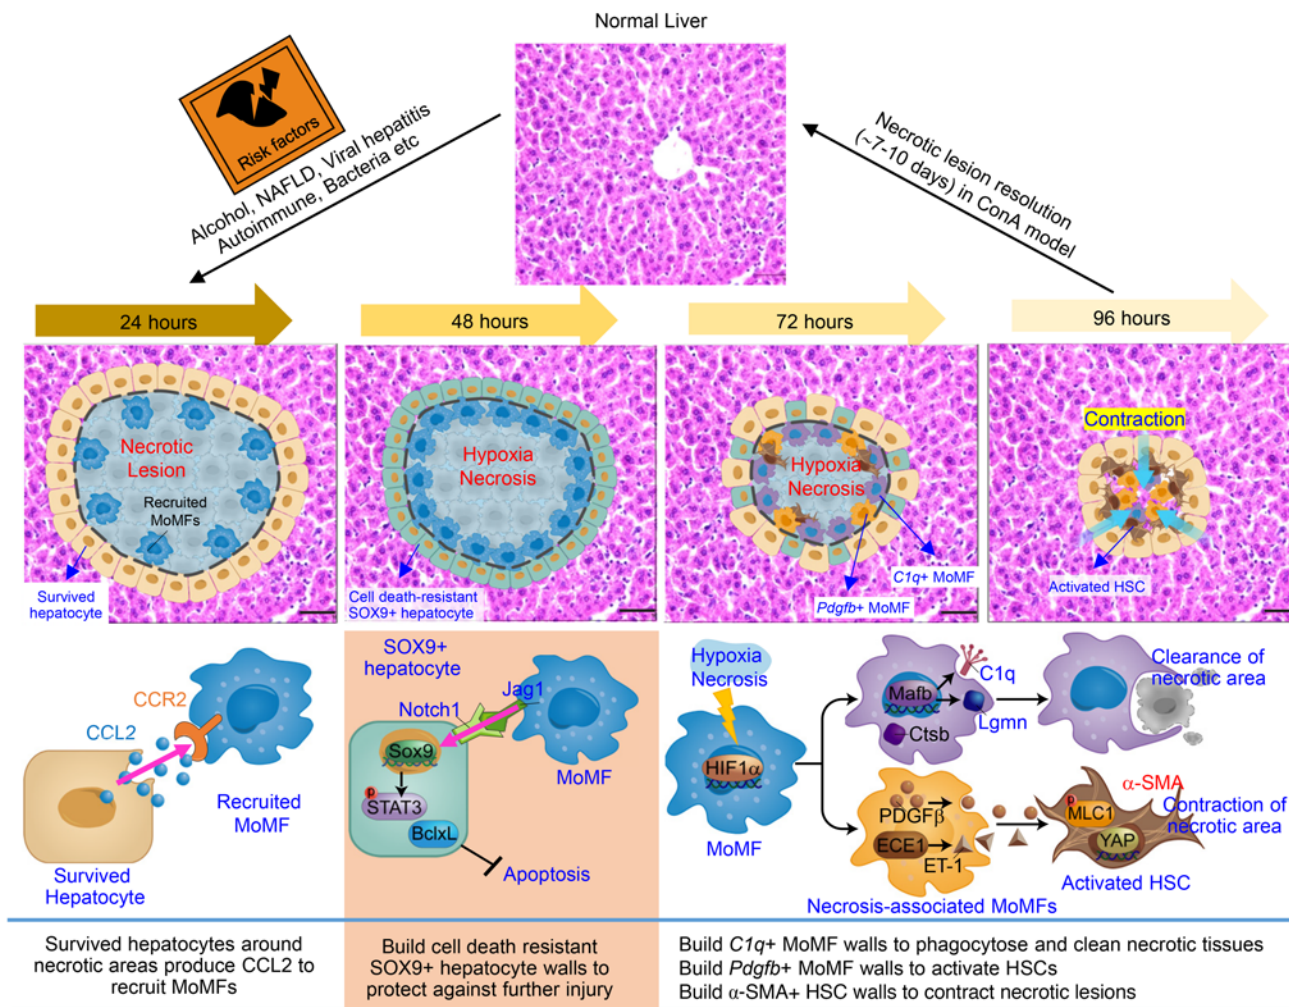 Normal Liver
Risk factors
Alcohol, NAFLD, Viral hepatitis
Autoimmune, Bacteria etc
Necrotic lesion resolution
(~7-10 days) in ConA
model
24 hours
48 hours
72 hours
96 hours
Necrotic
Lesion
Recruited
MoMFs
Survived
hepatocyte
Hypoxia
Necrosis
Cell death-resistant
SOX9+ hepatocyte
Hypoxia
Necrosis
C1q+ MoMF
Pdgfb+ MoMF
Contraction
Activated HSC
CCR2
CCL2
Recruited
MoMF
Survived
Hepatocyte
SOX9+
hepatocyte
Jag1
Notch1
Sox9
p
STAT3
BclxL
MoMF
Apoptosis
Hypoxia
Necrosis
HIF1α
MoMF
Mafb
C1q
Lgmn
Ctsb
Clearance of
necrotic area
PDGFβ
ECE1
ET-1
Necrosis-associated MoMFs
α-SMA
p
MLC1
YAP
Contraction of
necrotic area
Activated HSC
Survived hepatocytes around
necrotic areas produce CCL2 to
recruit MoMFs
Build cell death resistant
SOX9+ hepatocyte walls to
protect against further injury
Build C1q+ MoMF walls to phagocytose and clean necrotic tissues
Build Pdgfb+ MoMF walls to activate HSCs
Build α-SMA+ HSC walls to contract necrotic lesions